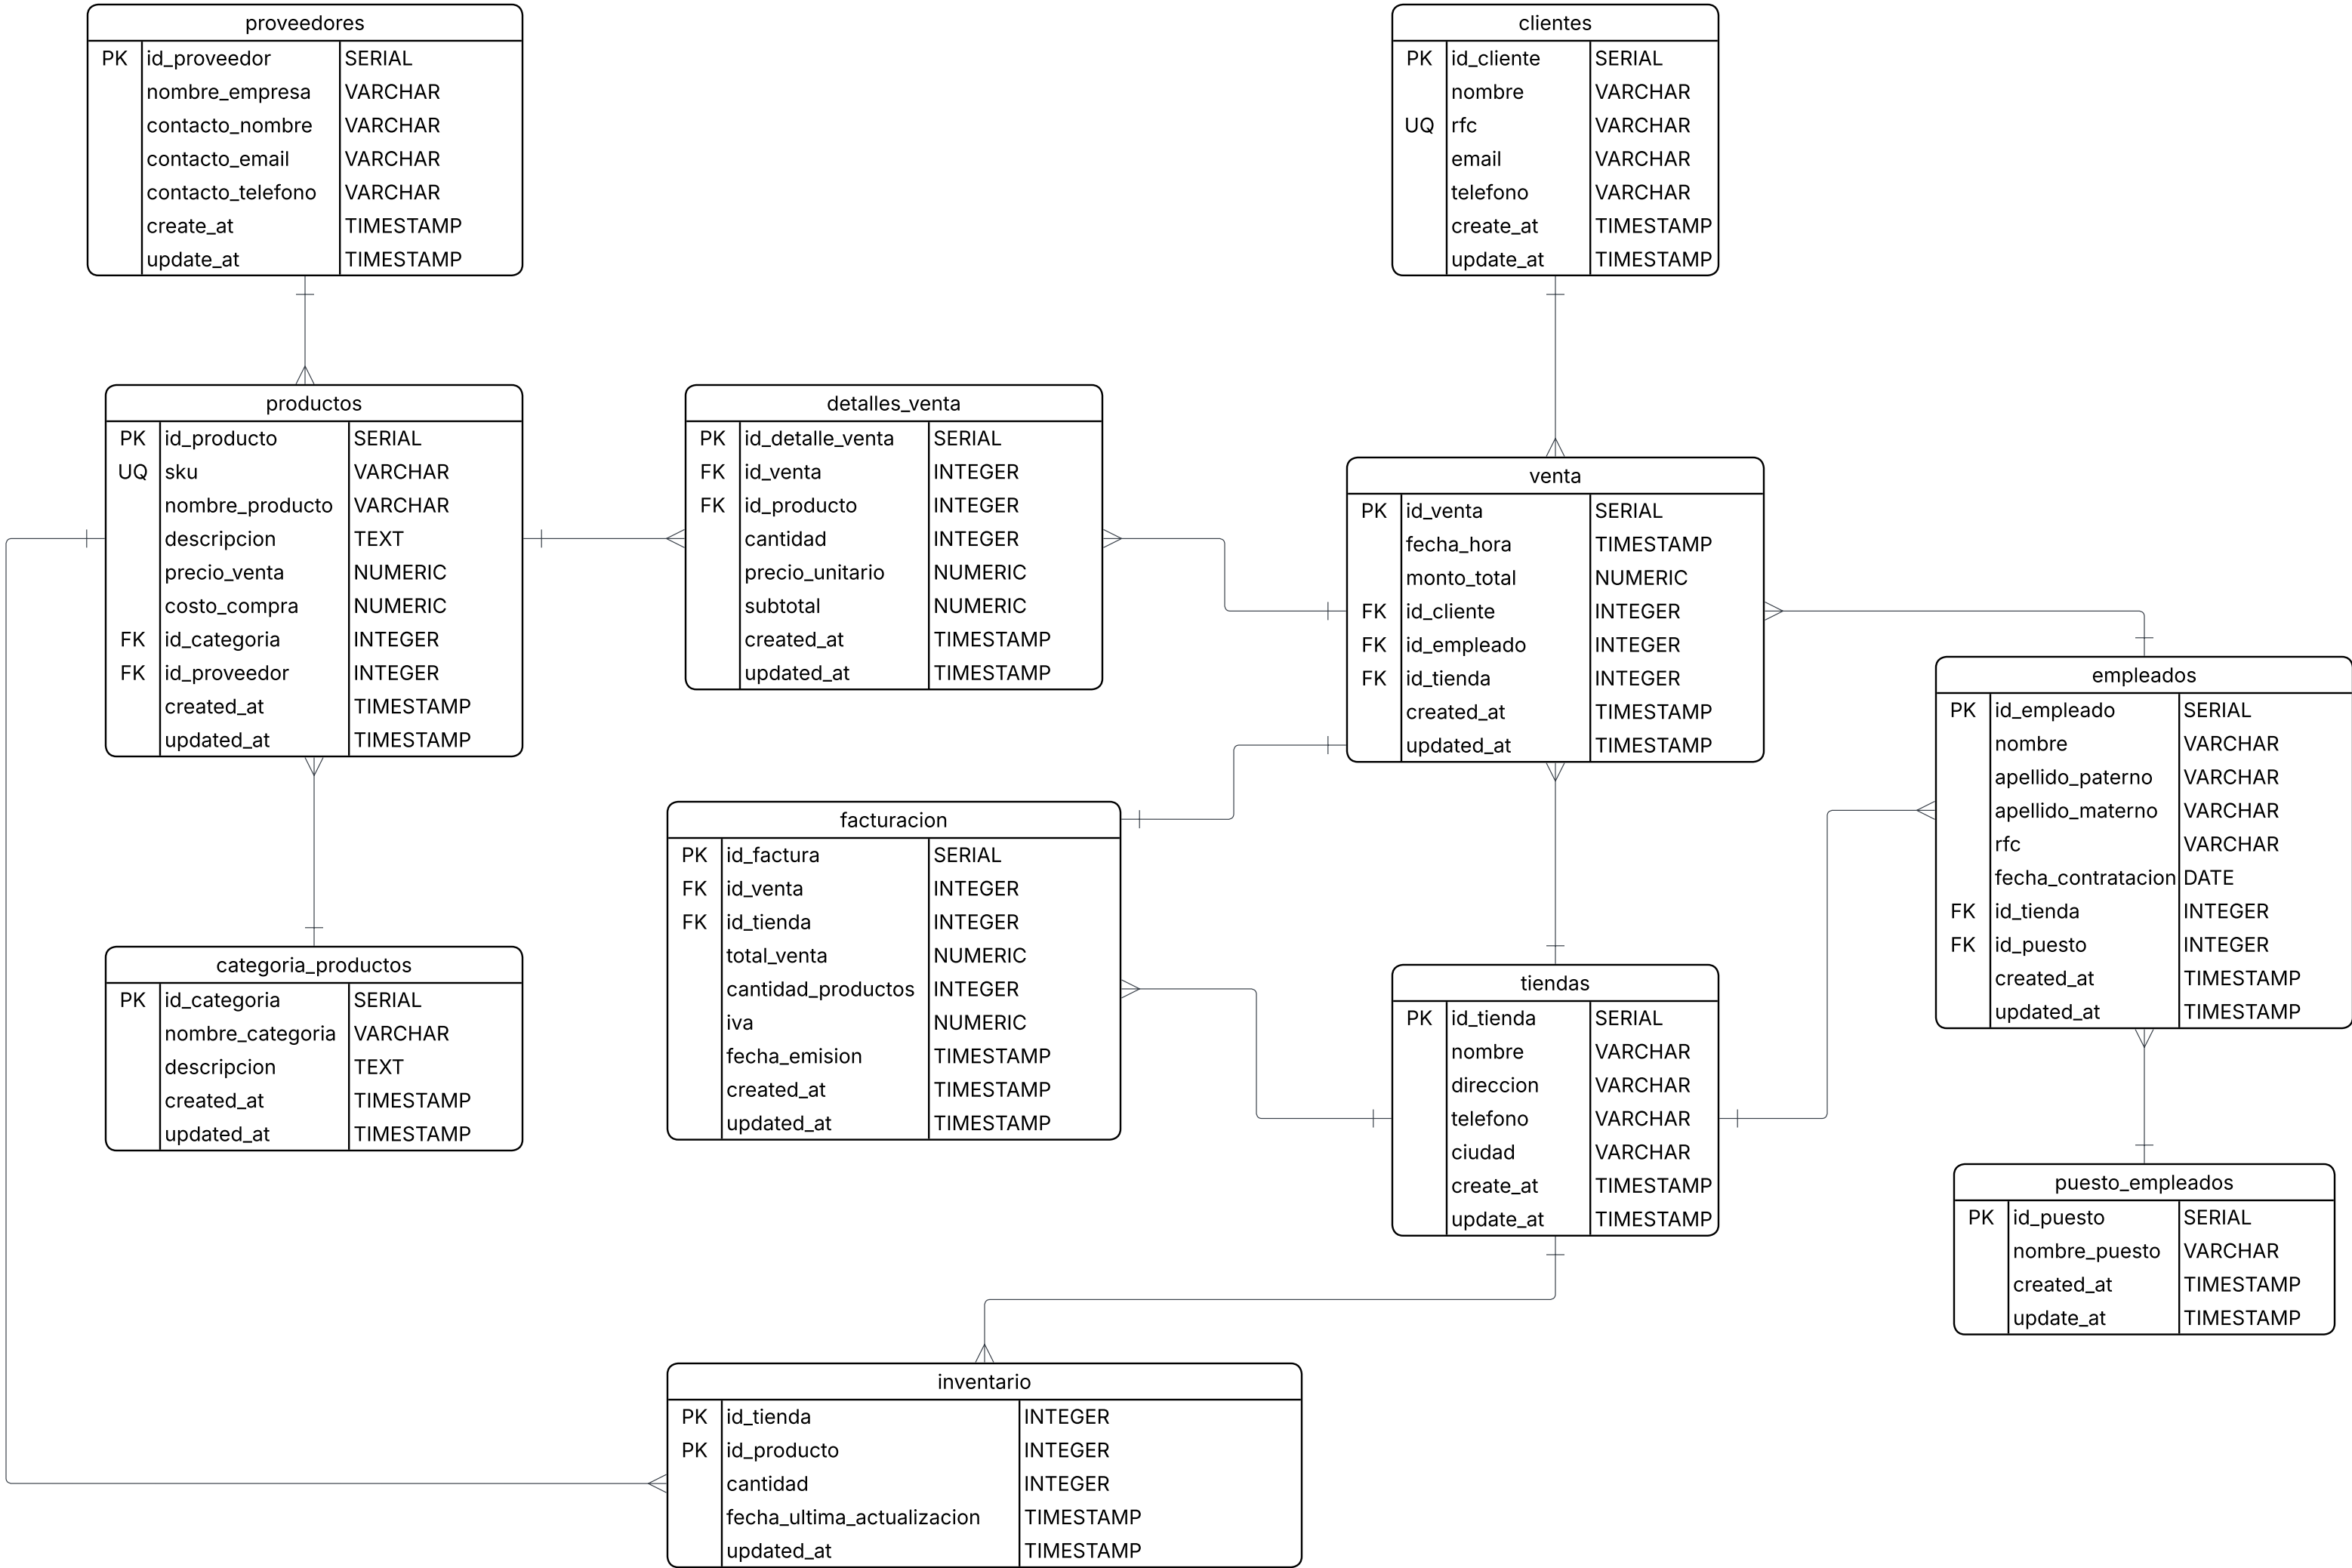 proveedores
PK id_proveedor SERIAL
nombre_empresa VARCHAR
contacto_nombre VARCHAR
contacto_email VARCHAR
contacto_telefono VARCHAR
create_at TIMESTAMP
update_at TIMESTAMP
clientes
PK id_cliente SERIAL
nombre VARCHAR
UQ rfc VARCHAR
email VARCHAR
telefono VARCHAR
create_at TIMESTAMP
update_at TIMESTAMP
productos
PK id_producto SERIAL
UQ sku VARCHAR
nombre_producto VARCHAR
descripcion TEXT
precio_venta NUMERIC
costo_compra NUMERIC
FK id_categoria INTEGER
FK id_proveedor INTEGER
created_at TIMESTAMP
updated_at TIMESTAMP
detalles_venta
PK id_detalle_venta SERIAL
FK id_venta INTEGER
FK id_producto INTEGER
cantidad INTEGER
precio_unitario NUMERIC
subtotal NUMERIC
created_at TIMESTAMP
updated_at TIMESTAMP
venta
PK id_venta SERIAL
fecha_hora TIMESTAMP
monto_total NUMERIC
FK id_cliente INTEGER
FK id_empleado INTEGER
FK id_tienda INTEGER
created_at TIMESTAMP
updated_at TIMESTAMP
empleados
PK id_empleado SERIAL
nombre VARCHAR
apellido_paterno VARCHAR
apellido_materno VARCHAR
rfc VARCHAR
fecha_contratacion DATE
FK id_tienda INTEGER
FK id_puesto INTEGER
created_at TIMESTAMP
updated_at TIMESTAMP
facturacion
PK id_factura SERIAL
FK id_venta INTEGER
FK id_tienda INTEGER
total_venta NUMERIC
cantidad_productos INTEGER
iva NUMERIC
fecha_emision TIMESTAMP
created_at TIMESTAMP
updated_at TIMESTAMP
categoria_productos
PK id_categoria SERIAL
nombre_categoria VARCHAR
descripcion TEXT
created_at TIMESTAMP
updated_at TIMESTAMP
tiendas
PK id_tienda SERIAL
nombre VARCHAR
direccion VARCHAR
telefono VARCHAR
ciudad VARCHAR
create_at TIMESTAMP
update_at TIMESTAMP
puesto_empleados
PK id_puesto SERIAL
nombre_puesto VARCHAR
created_at TIMESTAMP
update_at TIMESTAMP
inventario
PK id_tienda INTEGER
PK id_producto INTEGER
cantidad INTEGER
fecha_ultima_actualizacion TIMESTAMP
updated_at TIMESTAMP